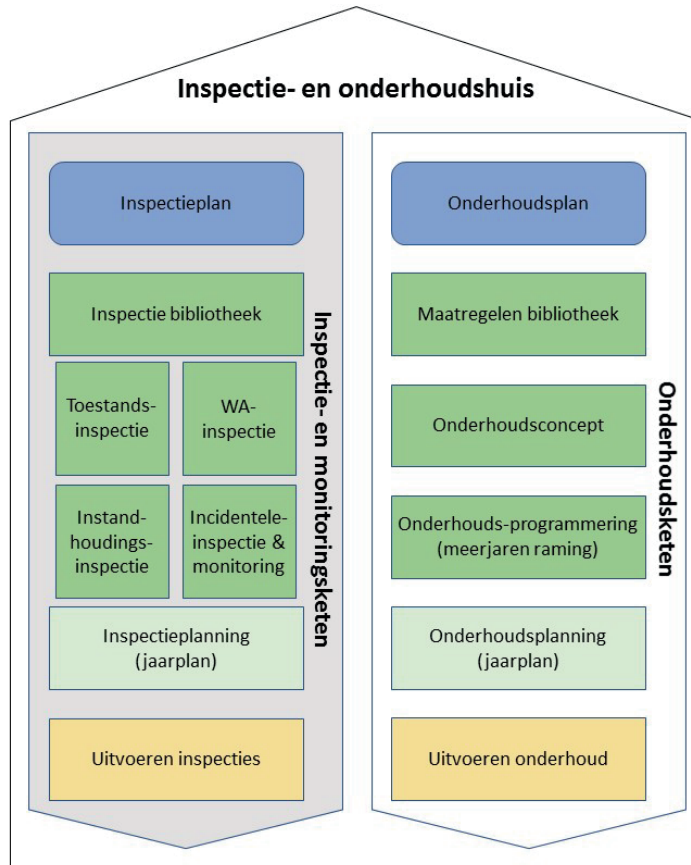 Inspectie- en onderhoudshuis
Inspectieplan
Inspectie bibliotheek
Toestands-
inspectie
WA-
inspectie
Instand-
houdings-
inspectie
Incidentele-
inspectie &
monitoring
Inspectieplanning
(jaarplan)
Uitvoeren inspecties
Inspectie- en monitoringsketen
Onderhoudsplan
Maatregelen bibliotheek
Onderhoudsconcept
Onderhouds-programmering
(meerjaren raming)
Onderhoudsplanning
(jaarplan)
Uitvoeren onderhoud
Onderhoudsketen